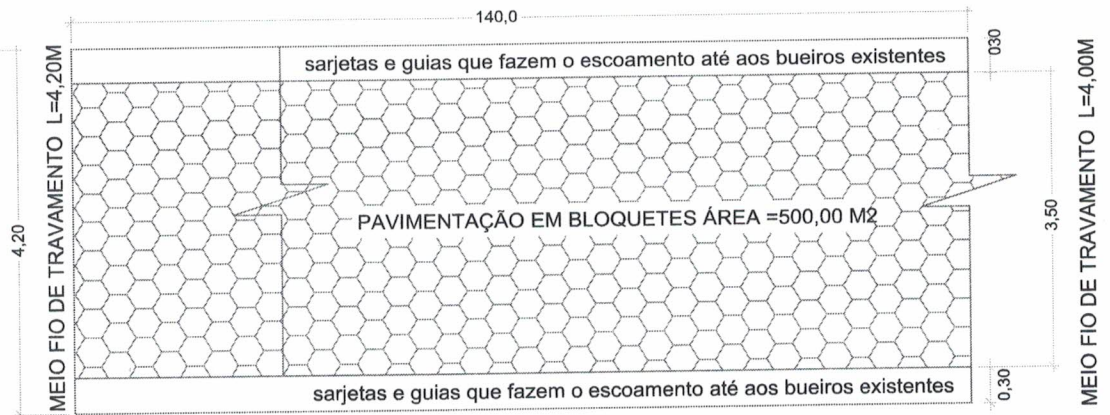 140,0
sarjetas e guias que fazem o escoamento até aos bueiros existentes
030
MEIO FIO DE TRAVAMENTO L=4,20M
4,20
PAVIMENTAÇÃO EM BLOQUETES ÁREA =500,00 M2
3,50
MEIO FIO DE TRAVAMENTO L=4,00M
sarjetas e guias que fazem o escoamento até aos bueiros existentes
0,30